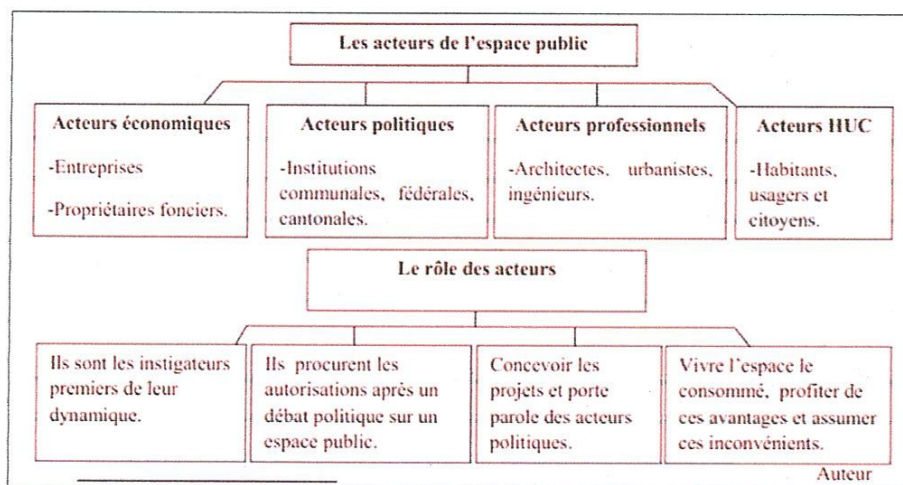 Les acteurs de l'espace public
Acteurs économiques
-Entreprises
-Propriétaires fonciers.
Acteurs politiques
-Institutions
communales, fédérales,
cantonales.
Acteurs professionnels
-Architectes, urbanistes,
ingénieurs.
Acteurs HUC
-Habitants,
usagers et
citoyens.
Le rôle des acteurs
Ils sont les instigateurs
premiers de leur
dynamique.
Ils procurent les
autorisations après un
débat politique sur un
espace public.
Concevoir les
projets et porte
parole des acteurs
politiques.
Vivre l'espace le
consommé, profiter de
ces avantages et assumer
ces inconvénients.
Auteur